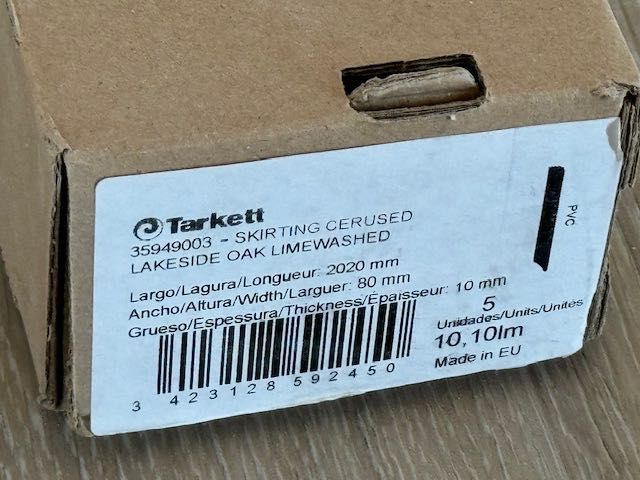 Tarkett
35949003 - SKIRTING CERUSED
LAKESIDE OAK LIMEWASHED
Largo/Lagura/Longueur: 2020 mm
Ancho/Altura/Width/Larguer: 80 mm
Grueso/Espessura/Thickness/Épaisseur: 10 mm
5
Unidades/Units/Unités
10,10lm
Made in EU
3 423128 592450
PVC